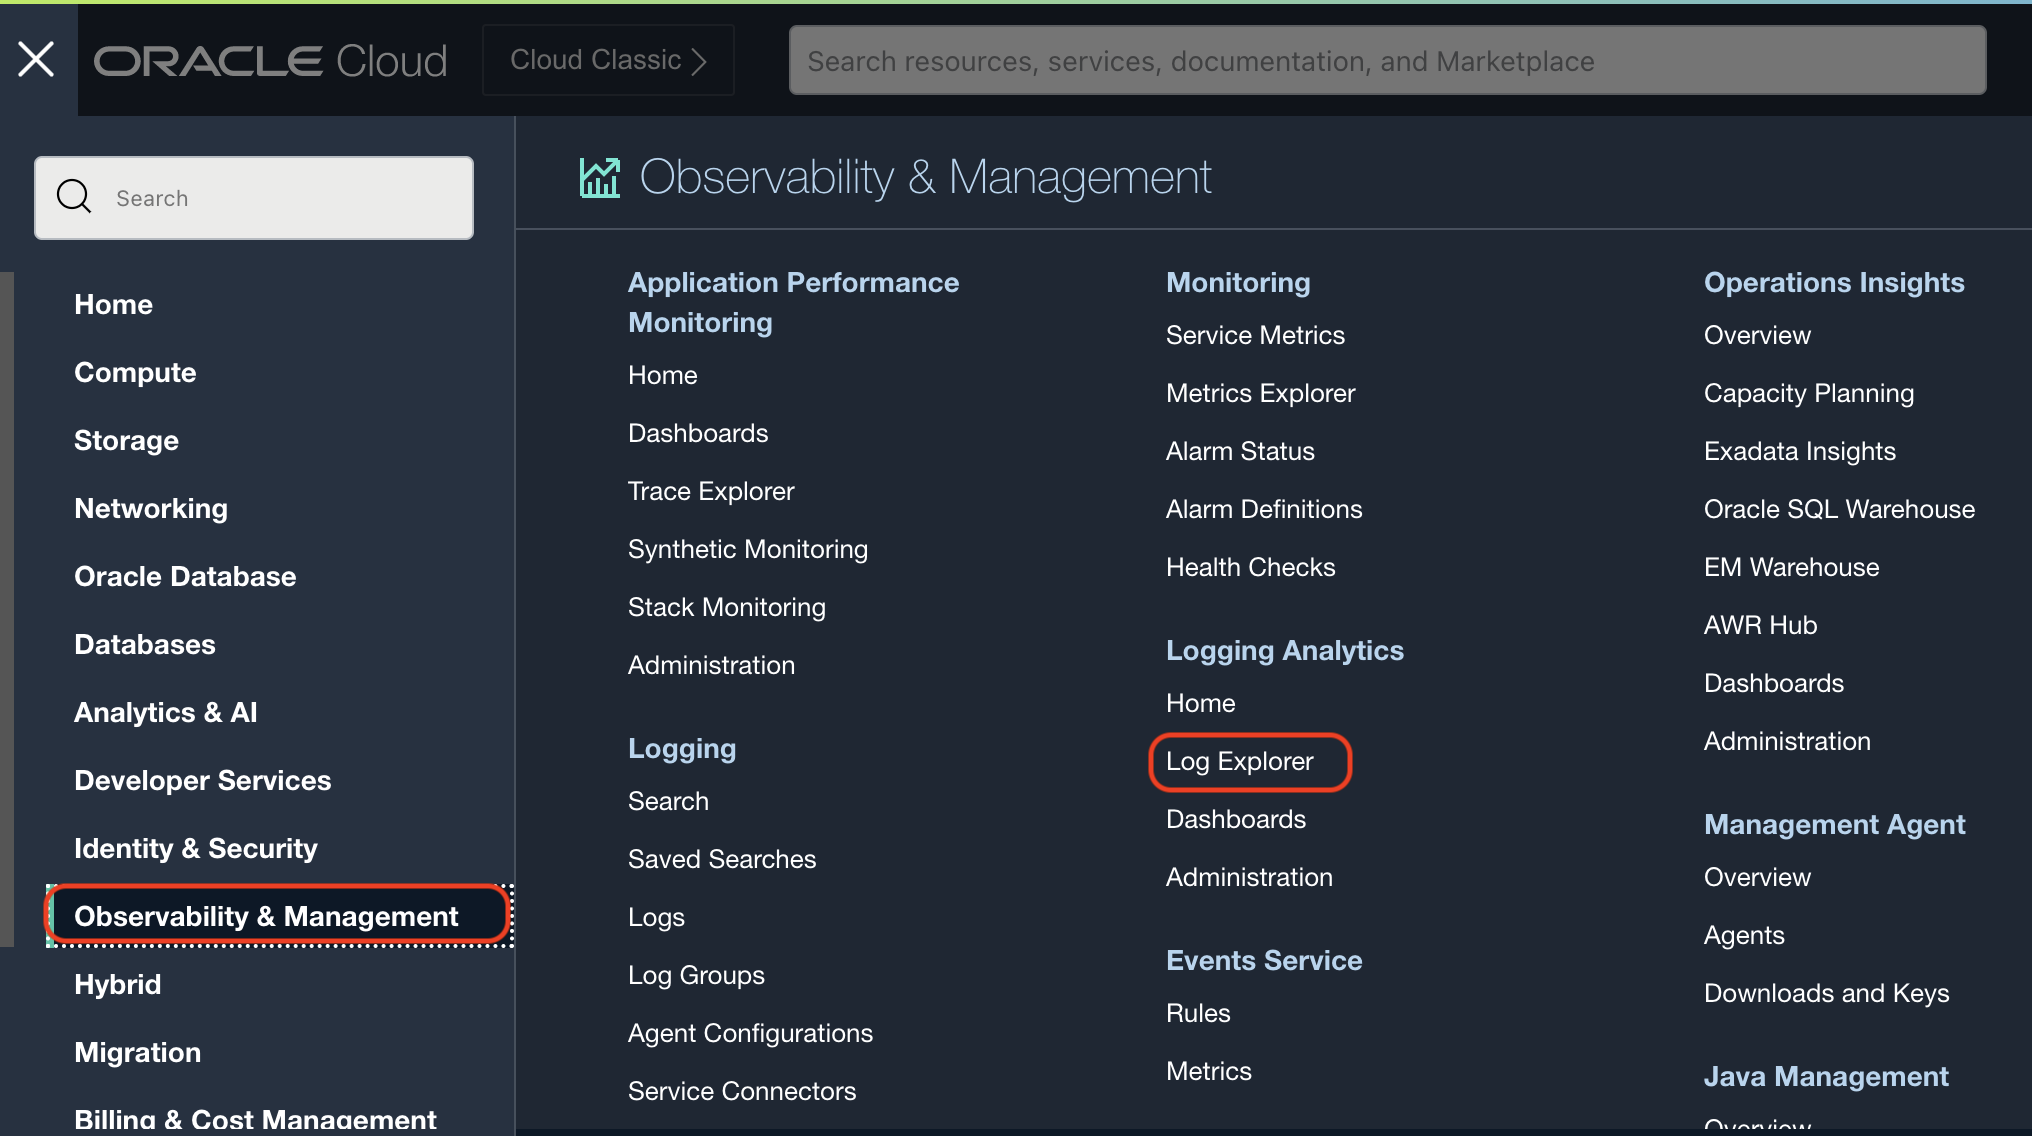 ORACLE Cloud
Cloud Classic
Search resources, services, documentation, and Marketplace
Search
Home
Compute
Storage
Networking
Oracle Database
Databases
Analytics & AI
Developer Services
Identity & Security
Observability & Management
Hybrid
Migration
Billing & Cost Management
Observability & Management
Application Performance
Monitoring
Home
Dashboards
Trace Explorer
Synthetic Monitoring
Stack Monitoring
Administration
Logging
Search
Saved Searches
Logs
Log Groups
Agent Configurations
Service Connectors
Monitoring
Service Metrics
Metrics Explorer
Alarm Status
Alarm Definitions
Health Checks
Logging Analytics
Home
Log Explorer
Dashboards
Administration
Events Service
Rules
Metrics
Operations Insights
Overview
Capacity Planning
Exadata Insights
Oracle SQL Warehouse
EM Warehouse
AWR Hub
Dashboards
Administration
Management Agent
Overview
Agents
Downloads and Keys
Java Management
Overview